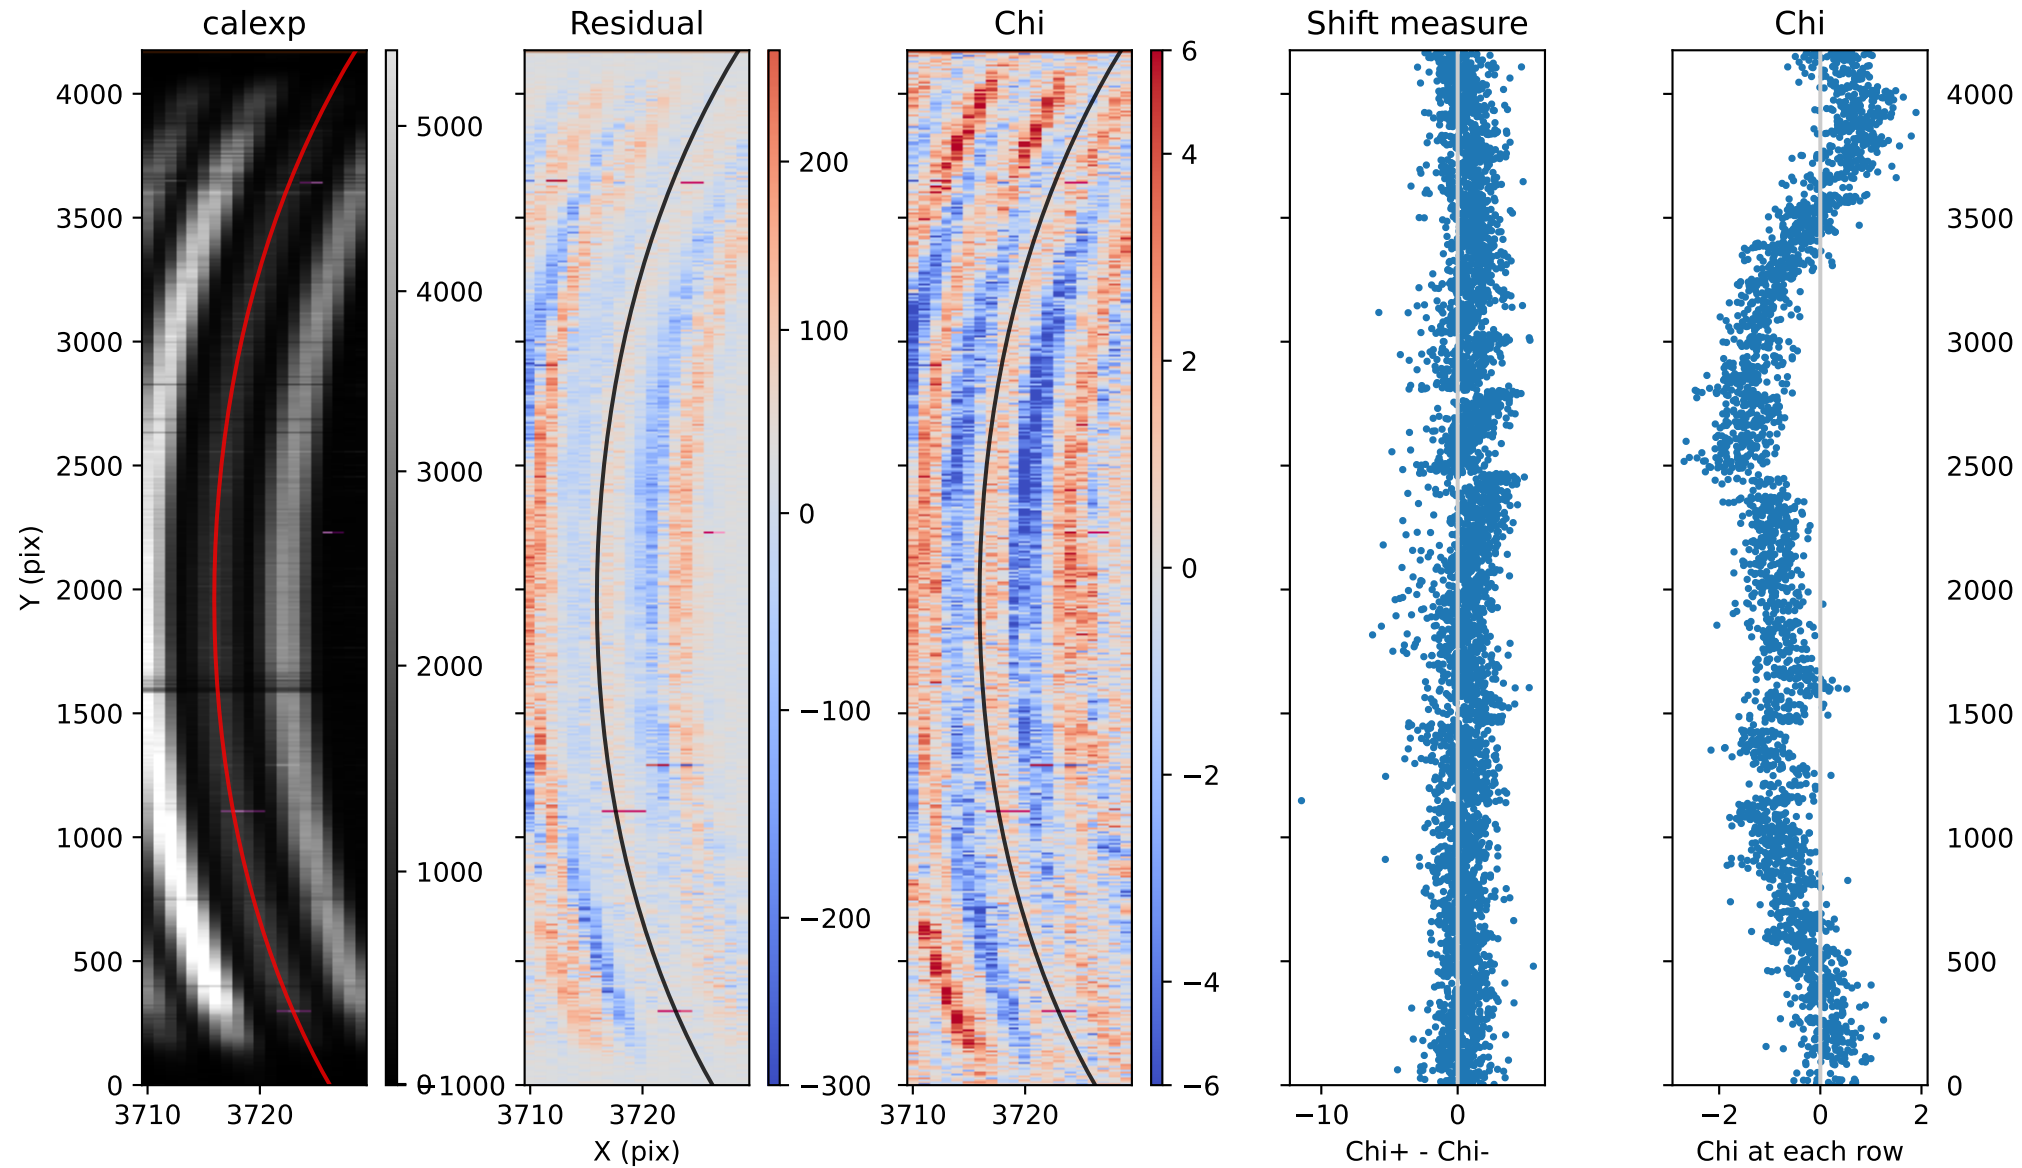 calexp Residual Chi Shift measure Chi
4000 3500 3000 2500 2000 1500 1000 500 0
Y (pix)
3710 3720
5000 4000 3000 2000 1000 0 −1000
3710 3720
X (pix)
200 100 0 −100 −200 −300
3710 3720
6 4 2 0 −2 −4 −6
−10 0
Chi+ - Chi-
−2 0 2
Chi at each row
4000 3500 3000 2500 2000 1500 1000 500 0